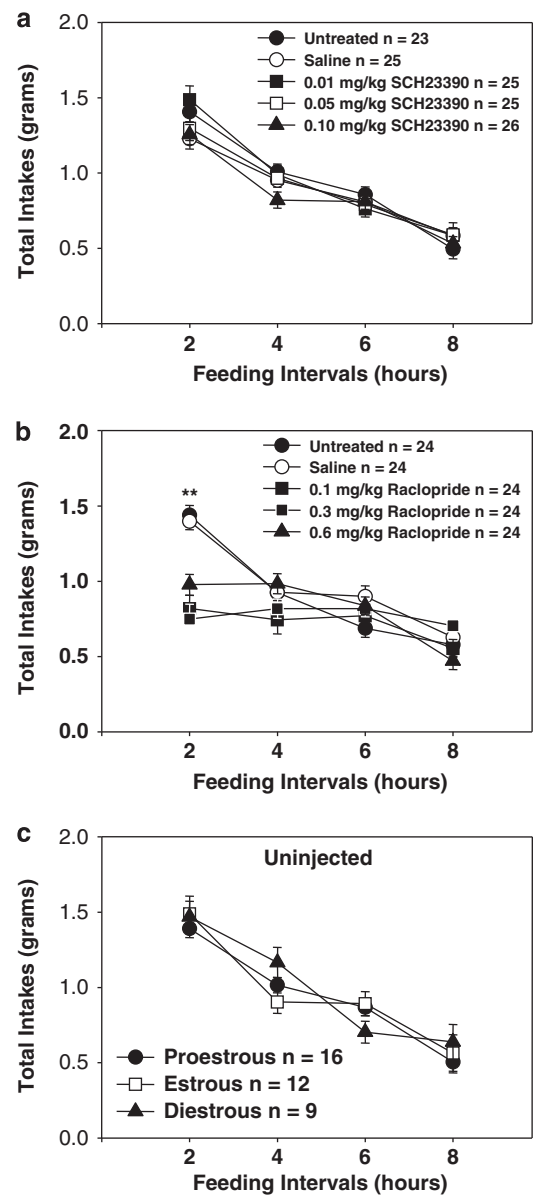 a
2.0
1.5
1.0
0.5
0.0
Total Intakes (grams)
Untreated n = 23
Saline n = 25
0.01 mg/kg SCH23390 n = 25
0.05 mg/kg SCH23390 n = 25
0.10 mg/kg SCH23390 n = 26
2 4 6 8
Feeding Intervals (hours)
b
2.0
1.5
1.0
0.5
0.0
Total Intakes (grams)
Untreated n = 24
Saline n = 24
0.1 mg/kg Raclopride n = 24
0.3 mg/kg Raclopride n = 24
0.6 mg/kg Raclopride n = 24
**
2 4 6 8
Feeding Intervals (hours)
c
2.0
1.5
1.0
0.5
0.0
Total Intakes (grams)
Uninjected
Proestrous n = 16
Estrous n = 12
Diestrous n = 9
2 4 6 8
Feeding Intervals (hours)